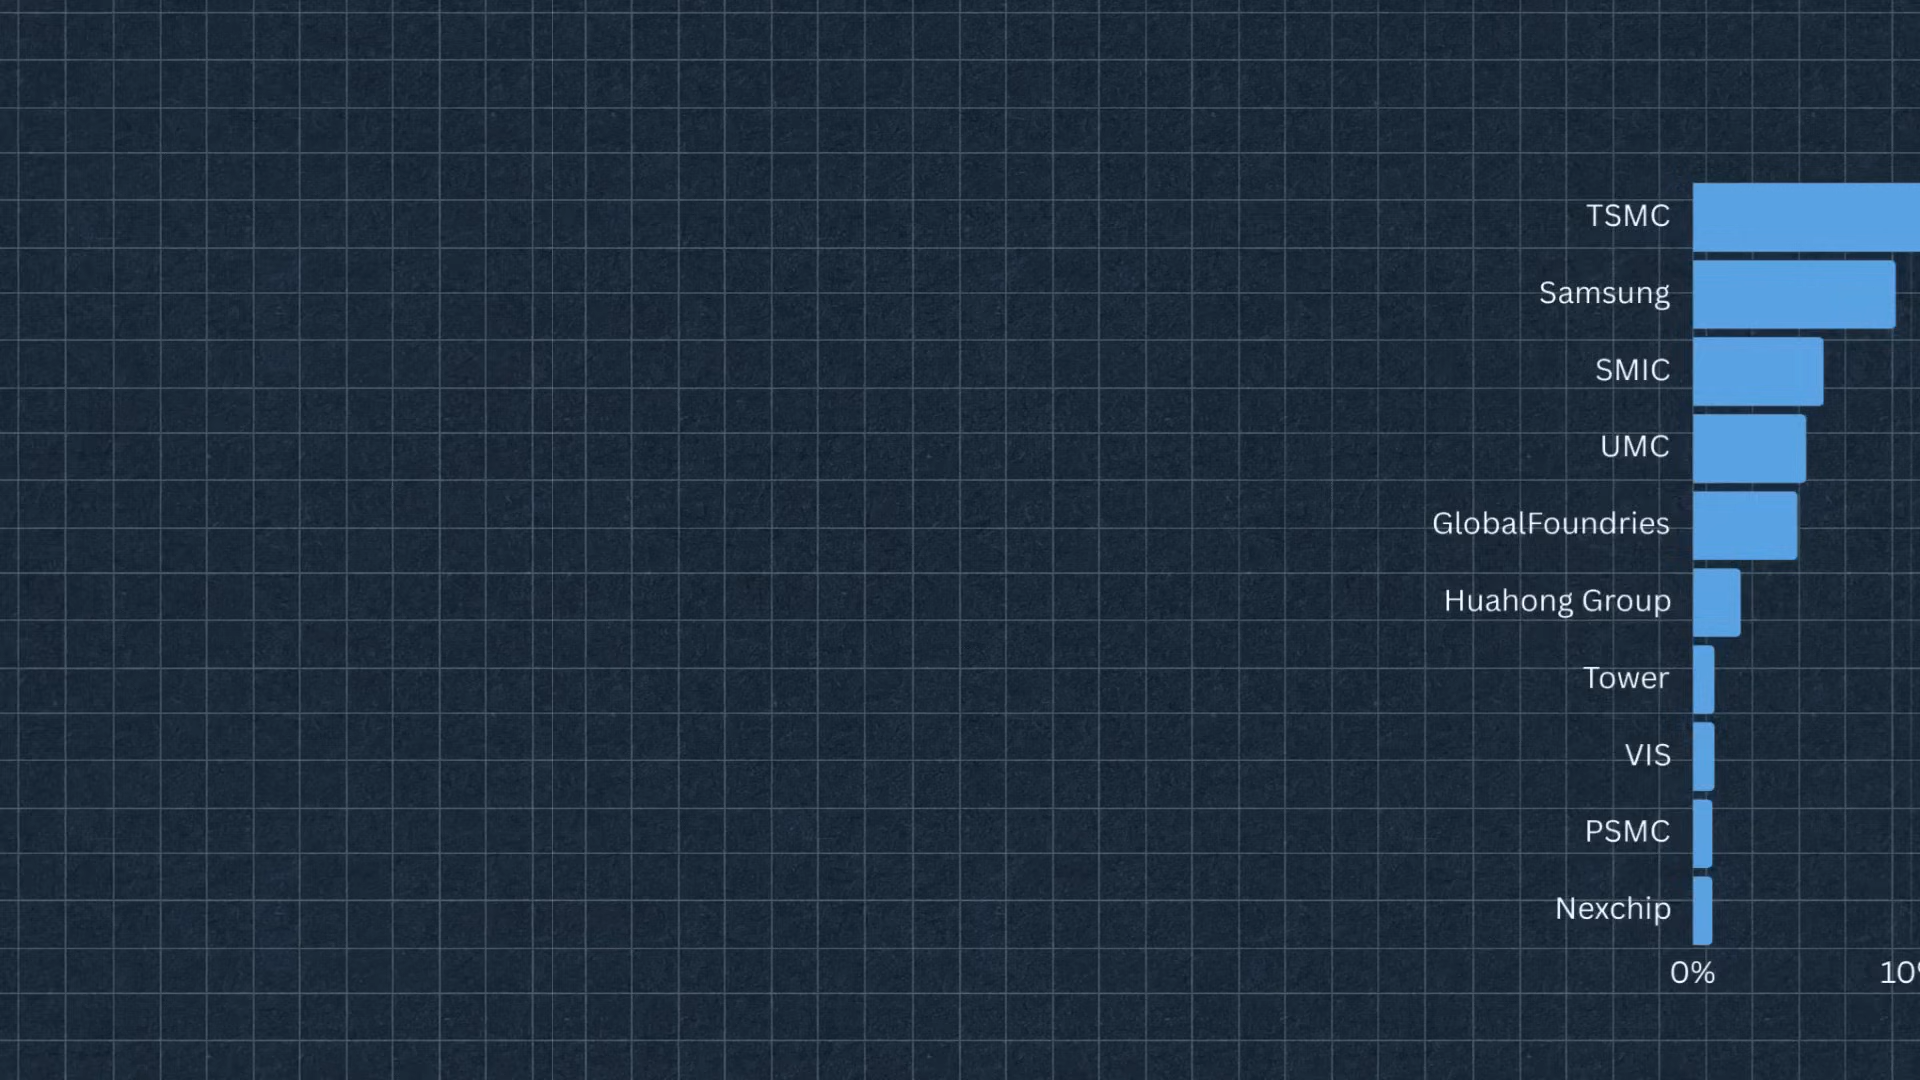 TSMC
Samsung
SMIC
UMC
GlobalFoundries
Huahong Group
Tower
VIS
PSMC
Nexchip
0% 10